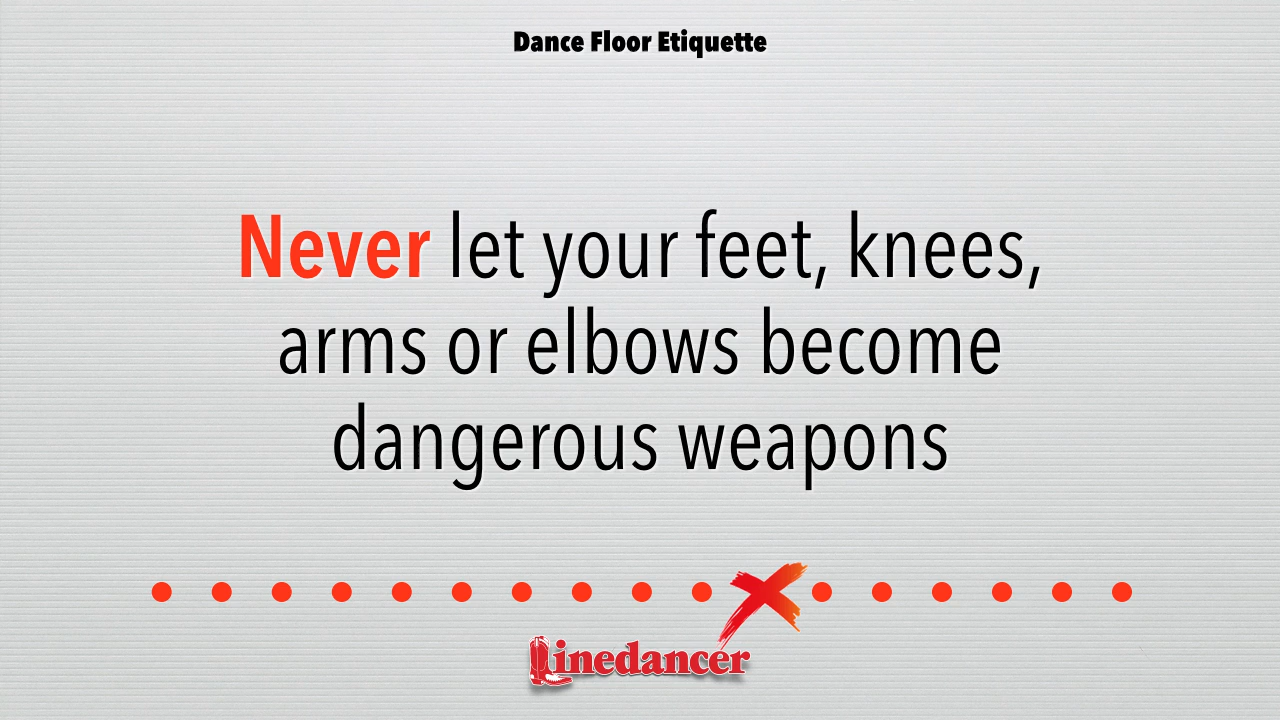 Dance Floor Etiquette
Never let your feet, knees,
arms or elbows become
dangerous weapons
Linedancer